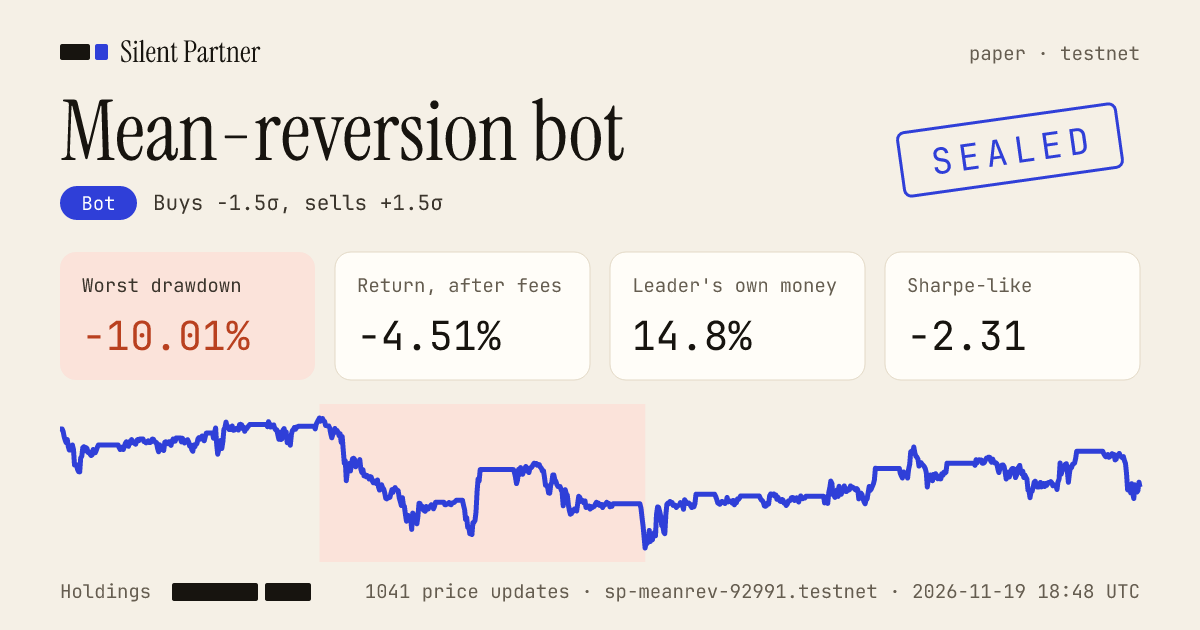 Silent Partner
paper · testnet
Mean-reversion bot
SEALED
Bot
Buys -1.5σ, sells +1.5σ
Worst drawdown
-10.01%
Return, after fees
-4.51%
Leader's own money
14.8%
Sharpe-like
-2.31
Holdings
1041 price updates · sp-meanrev-92991.testnet · 2026-11-19 18:48 UTC